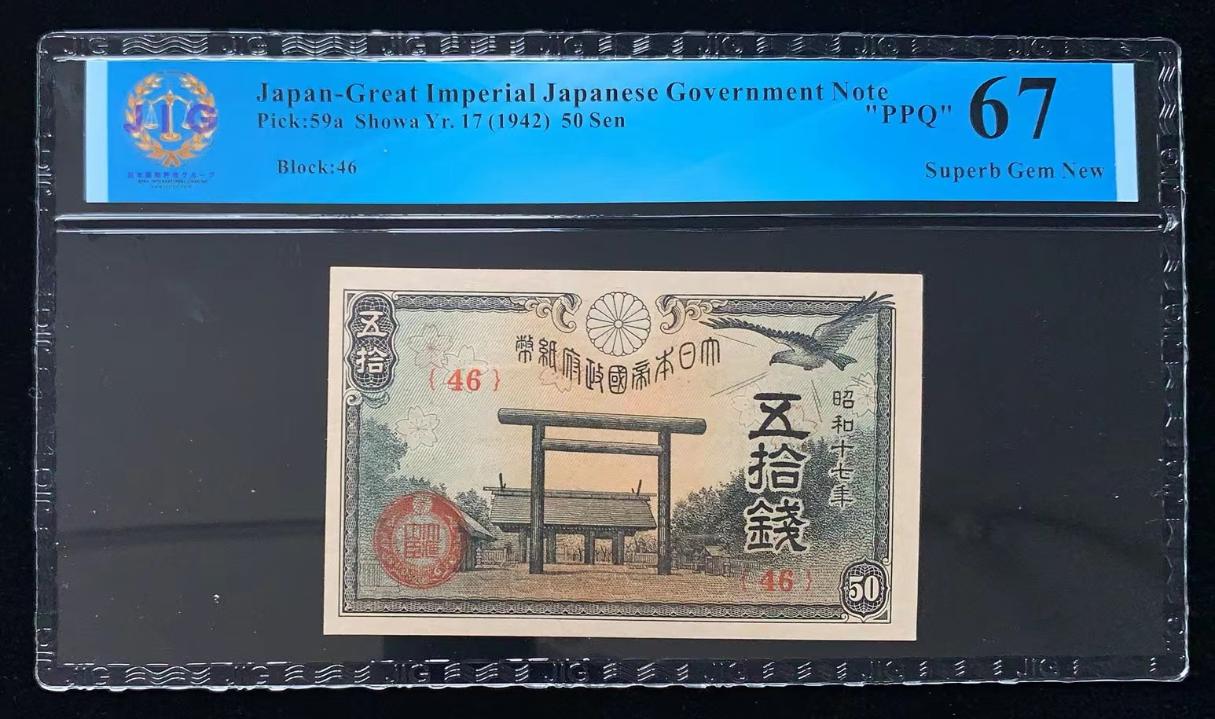 Japan-Great Imperial Japanese Government Note
"PPQ" 67
Pick:59a Showa Yr. 17 (1942) 50 Sen
Block:46
Superb Gem New
JIG
五拾
幣紙府政國帝本日大
{46}
昭和十七年
五拾錢
{46}
50